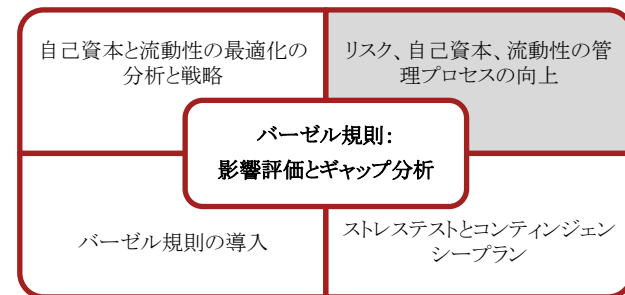 自己資本と流動性の最適化の
分析と戦略
リスク、自己資本、流動性の管
理プロセスの向上
バーゼル規則：
影響評価とギャップ分析
バーゼル規則の導入
ストレステストとコンティンジェン
シープラン